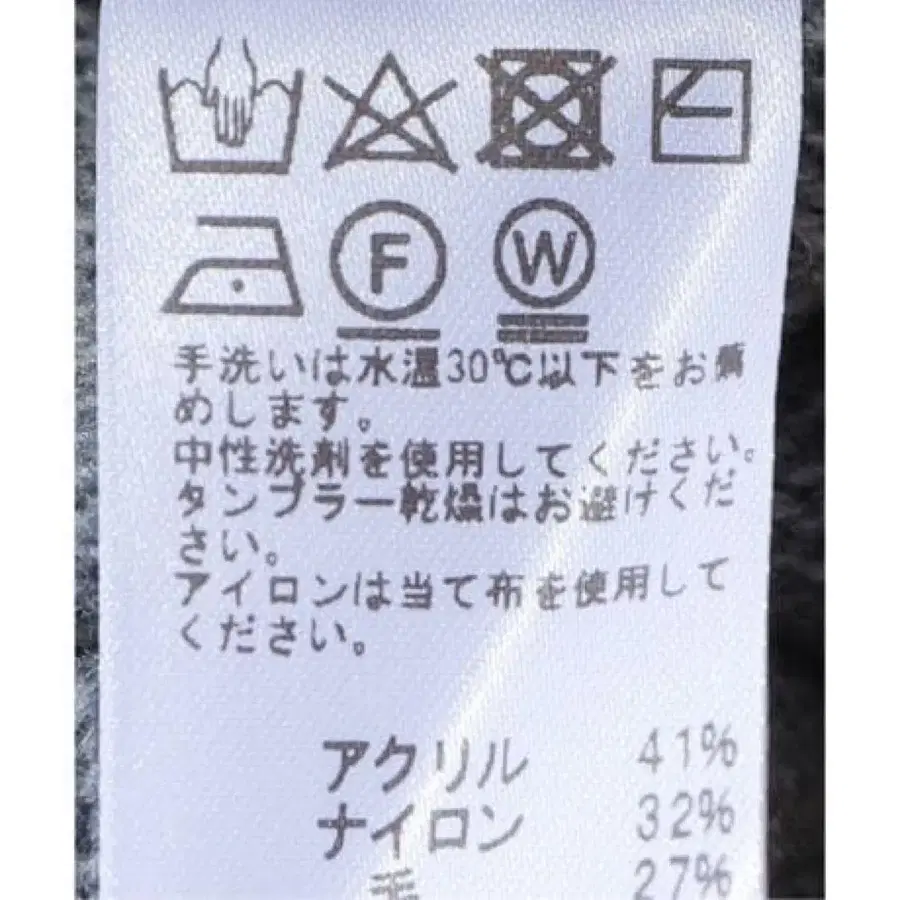 F W
手洗いは水温30℃以下をお薦
めします。
中性洗剤を使用してください。
タンブラー乾燥はお避けくだ
さい。
アイロンは当て布を使用して
ください。
アクリル 41%
ナイロン 32%
毛 27%